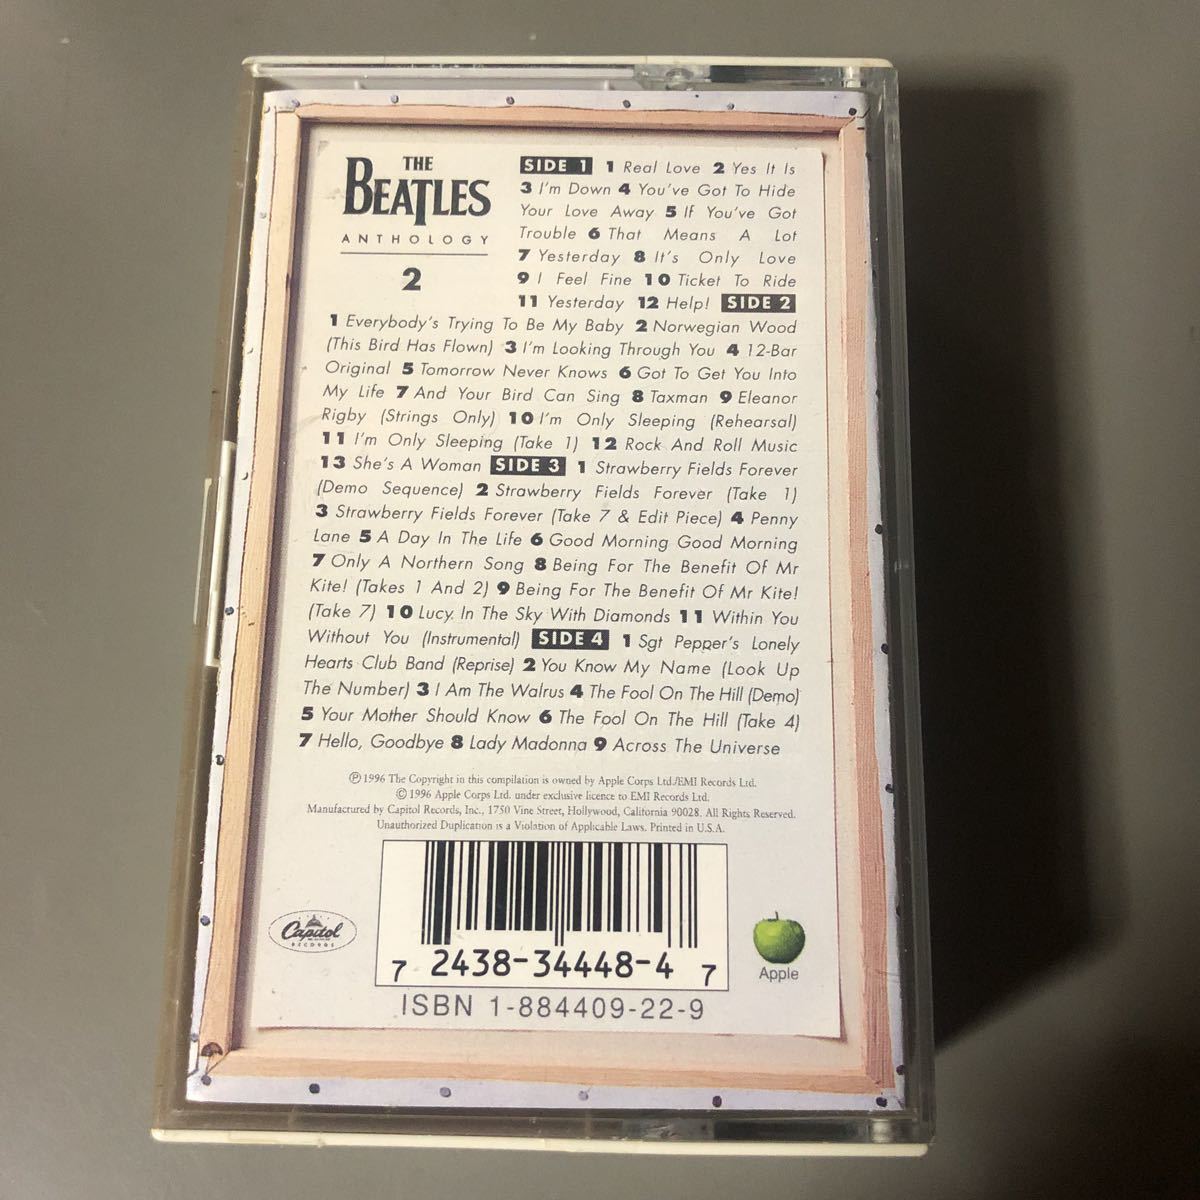 THE
BEATLES
ANTHOLOGY
2
SIDE 1 1 Real Love 2 Yes It Is
3 I'm Down 4 You've Got To Hide
Your Love Away 5 If You've Got
Trouble 6 That Means A Lot
7 Yesterday 8 It's Only Love
9 I Feel Fine 10 Ticket To Ride
11 Yesterday 12 Help! SIDE 2
1 Everybody's Trying To Be My Baby 2 Norwegian Wood
(This Bird Has Flown) 3 I'm Looking Through You 4 12-Bar
Original 5 Tomorrow Never Knows 6 Got To Get You Into
My Life 7 And Your Bird Can Sing 8 Taxman 9 Eleanor
Rigby (Strings Only) 10 I'm Only Sleeping (Rehearsal)
11 I'm Only Sleeping (Take 1) 12 Rock And Roll Music
13 She's A Woman SIDE 3 1 Strawberry Fields Forever
(Demo Sequence) 2 Strawberry Fields Forever (Take 1)
3 Strawberry Fields Forever (Take 7 & Edit Piece) 4 Penny
Lane 5 A Day In The Life 6 Good Morning Good Morning
7 Only A Northern Song 8 Being For The Benefit Of Mr
Kite! (Takes 1 And 2) 9 Being For The Benefit Of Mr Kite!
(Take 7) 10 Lucy In The Sky With Diamonds 11 Within You
Without You (Instrumental) SIDE 4 1 Sgt Pepper's Lonely
Hearts Club Band (Reprise) 2 You Know My Name (Look Up
The Number) 3 I Am The Walrus 4 The Fool On The Hill (Demo)
5 Your Mother Should Know 6 The Fool On The Hill (Take 4)
7 Hello, Goodbye 8 Lady Madonna 9 Across The Universe
℗ 1996 The Copyright in this compilation is owned by Apple Corps Ltd./EMI Records Ltd.
© 1996 Apple Corps Ltd. under exclusive licence to EMI Records Ltd.
Manufactured by Capitol Records, Inc., 1750 Vine Street, Hollywood, California 90028. All Rights Reserved.
Unauthorized Duplication is a Violation of Applicable Laws. Printed in U.S.A.
Capitol
RECORDS
7 2438-34448-4 7
ISBN 1-884409-22-9
Apple